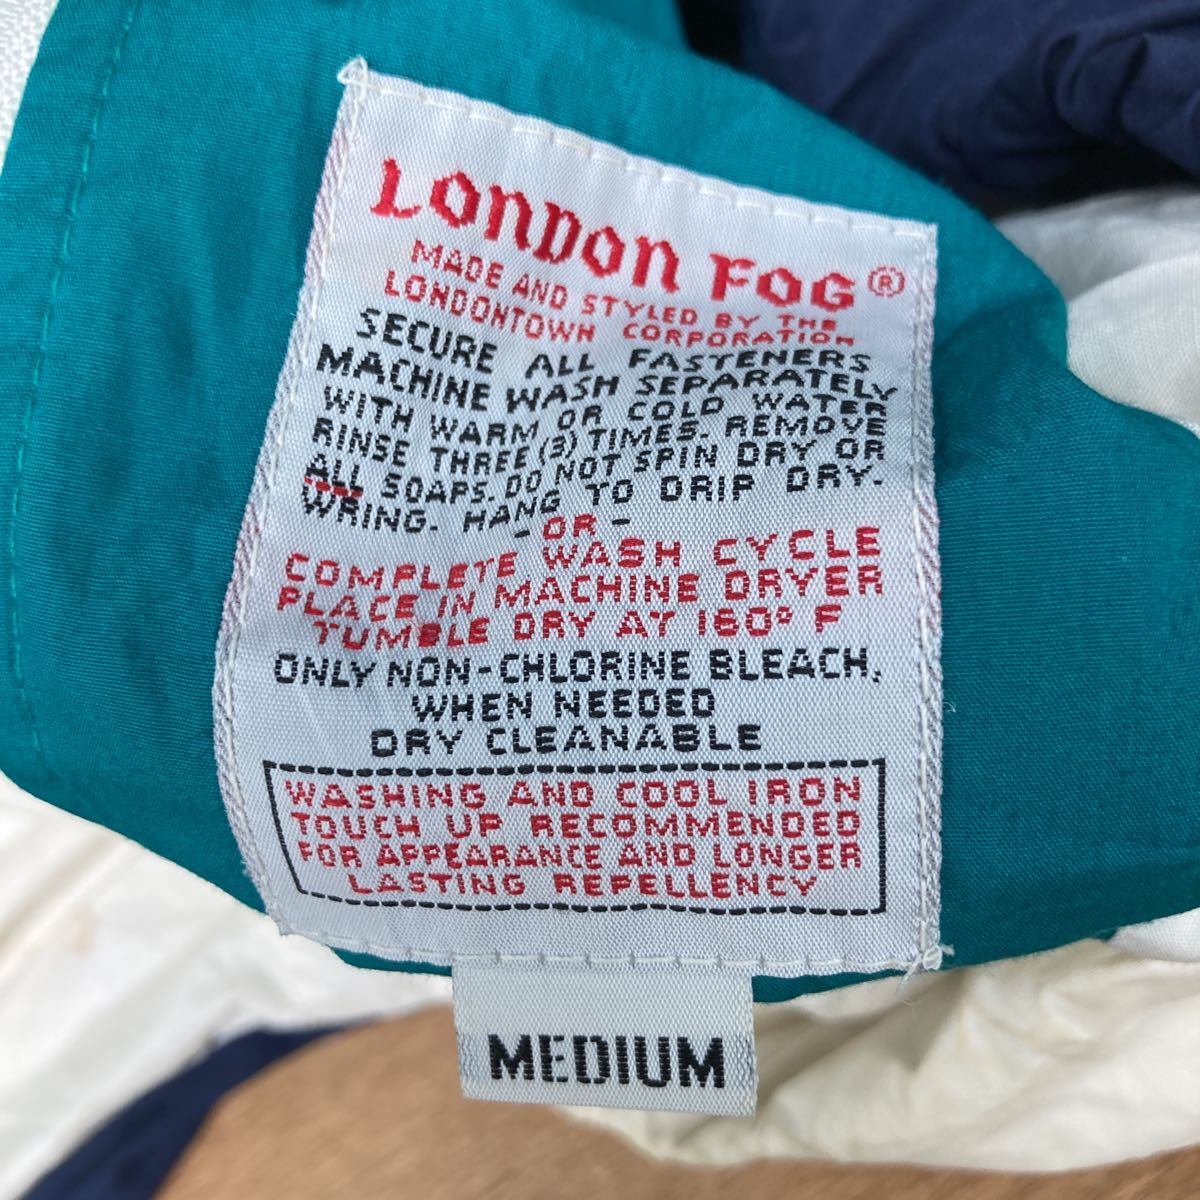 LONDON FOG®
MADE AND STYLED BY THE
LONDONTOWN CORPORATION
SECURE ALL FASTENERS
MACHINE WASH SEPARATELY
WITH WARM OR COLD WATER
RINSE THREE (3) TIMES. REMOVE
ALL SOAPS. DO NOT SPIN DRY OR
WRING. HANG TO DRIP DRY.
- OR -
COMPLETE WASH CYCLE
PLACE IN MACHINE DRYER
TUMBLE DRY AT 160° F
ONLY NON-CHLORINE BLEACH,
WHEN NEEDED
DRY CLEANABLE
WASHING AND COOL IRON
TOUCH UP RECOMMENDED
FOR APPEARANCE AND LONGER
LASTING REPELLENCY
MEDIUM